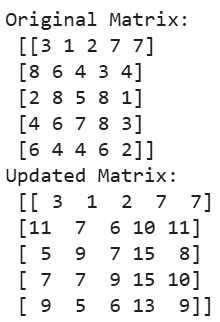 Original Matrix:
 [[3 1 2 7 7]
 [8 6 4 3 4]
 [2 8 5 8 1]
 [4 6 7 8 3]
 [6 4 4 6 2]]
Updated Matrix:
 [[ 3  1  2  7  7]
 [11  7  6 10 11]
 [ 5  9  7 15  8]
 [ 7  7  9 15 10]
 [ 9  5  6 13  9]]